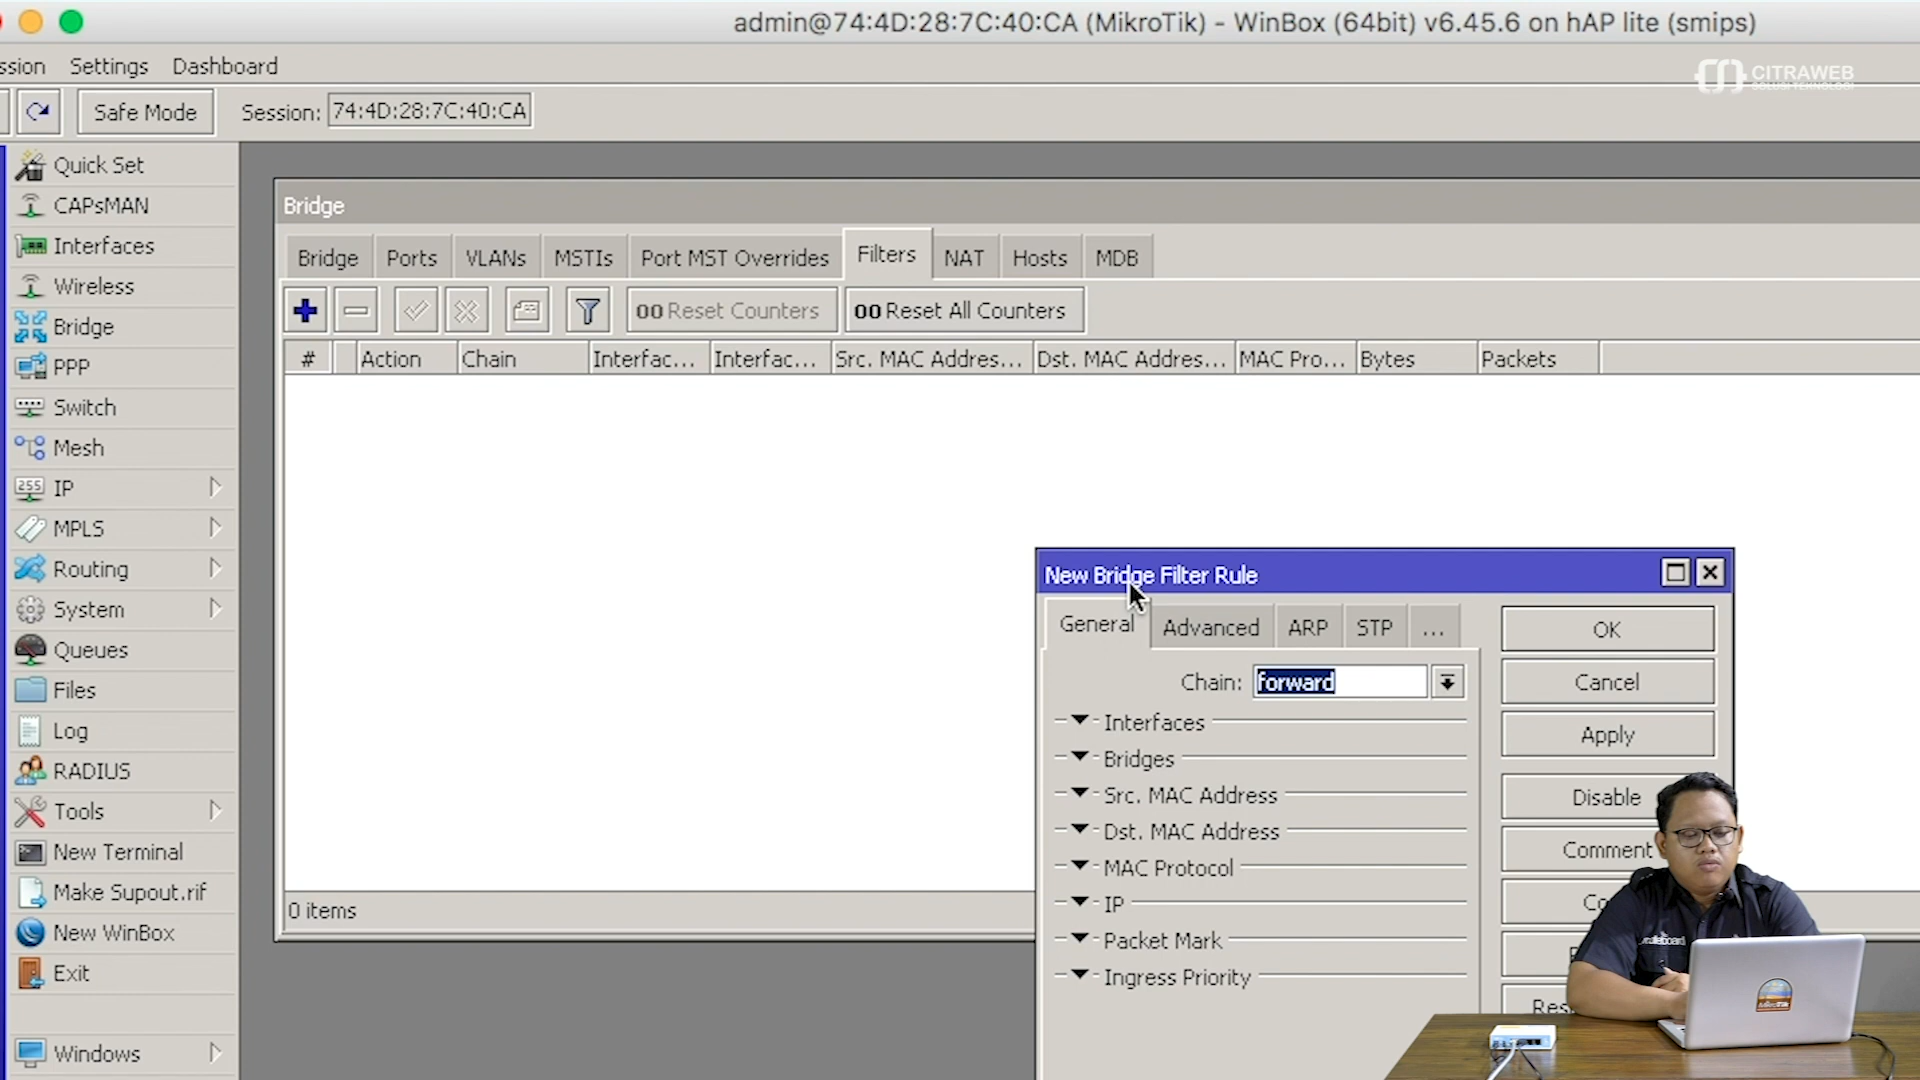 admin@74:4D:28:7C:40:CA (MikroTik) - WinBox (64bit) v6.45.6 on hAP lite (smips)
ssion Settings Dashboard
CITRAWEB
SOLUSI TEKNOLOGI
Safe Mode Session: 74:4D:28:7C:40:CA
Quick Set
CAPsMAN
Interfaces
Wireless
Bridge
PPP
Switch
Mesh
255 IP
MPLS
Routing
System
Queues
Files
Log
RADIUS
Tools
New Terminal
Make Supout.rif
New WinBox
Exit
Windows
Bridge
Bridge Ports VLANs MSTIs Port MST Overrides Filters NAT Hosts MDB
00 Reset Counters 00 Reset All Counters
# Action Chain Interfac... Interfac... Src. MAC Addres... Dst. MAC Addres... MAC Pro... Bytes Packets
0 items
New Bridge Filter Rule
General Advanced ARP STP ...
Chain: forward
Interfaces
Bridges
Src. MAC Address
Dst. MAC Address
MAC Protocol
IP
Packet Mark
Ingress Priority
OK
Cancel
Apply
Disable
Comment
Co
Res
MikroTik